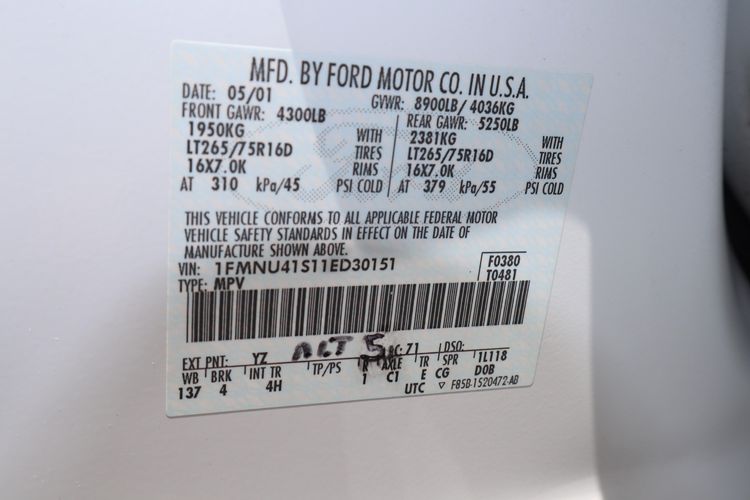 MFD. BY FORD MOTOR CO. IN U.S.A.
DATE: 05/01 GVWR: 8900LB/ 4036KG
FRONT GAWR: 4300LB REAR GAWR: 5250LB
1950KG WITH 2381KG WITH
LT265/75R16D TIRES LT265/75R16D TIRES
16X7.0K RIMS 16X7.0K RIMS
AT 310 kPa/45 PSI COLD AT 379 kPa/55 PSI COLD
THIS VEHICLE CONFORMS TO ALL APPLICABLE FEDERAL MOTOR
VEHICLE SAFETY STANDARDS IN EFFECT ON THE DATE OF
MANUFACTURE SHOWN ABOVE.
VIN: 1FMNU41S11ED30151 F0380
TYPE: MPV T0481
EXT PNT: YZ RC: 71 DSO:
WB BRK INT TR TP/PS R AXLE TR SPR 1L118
137 4 4H 1 C1 E CG DOB
UTC ▽ F85B-1520472-AB